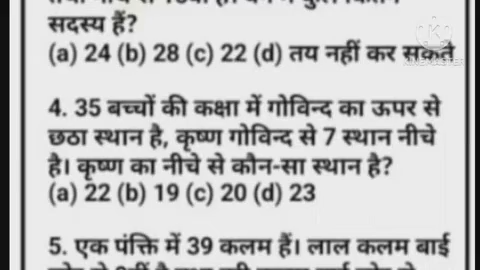 सदस्य हैं?
(a) 24 (b) 28 (c) 22 (d) तय नहीं कर सकते
4. 35 बच्चों की कक्षा में गोविन्द का ऊपर से
छठा स्थान है, कृष्ण गोविन्द से 7 स्थान नीचे
है। कृष्ण का नीचे से कौन-सा स्थान है?
(a) 22 (b) 19 (c) 20 (d) 23
5. एक पंक्ति में 39 कलम हैं। लाल कलम बाई